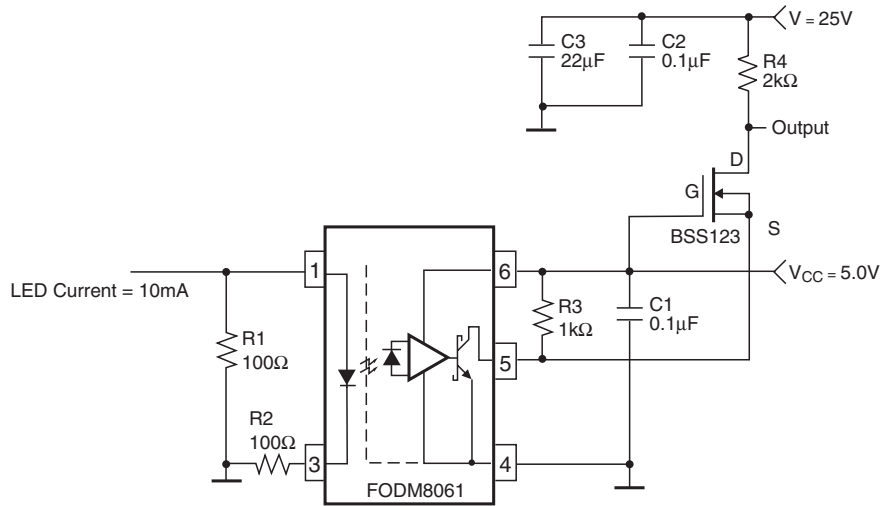 V = 25V
C3
22μF
C2
0.1μF
R4
2kΩ
Output
D
G
S
BSS123
1
6
LED Current = 10mA
VCC = 5.0V
R1
100Ω
R3
1kΩ
C1
0.1μF
5
R2
100Ω
3
4
FODM8061